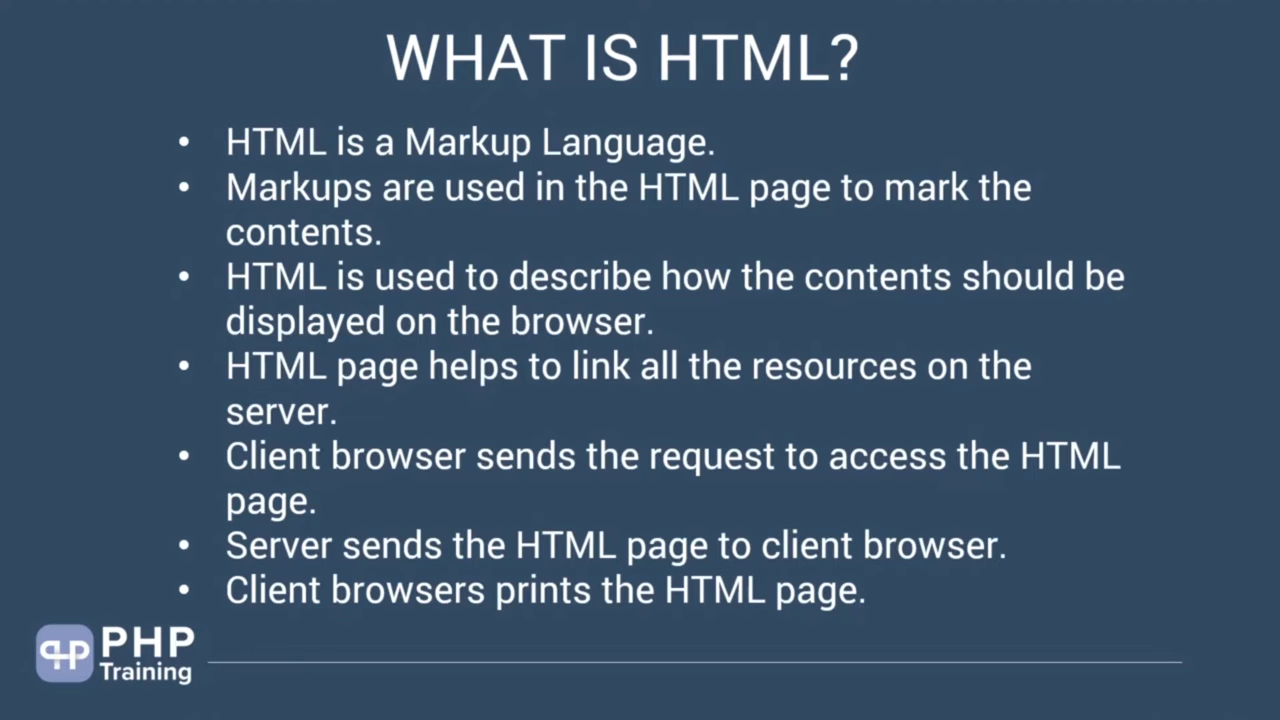 WHAT IS HTML?
• HTML is a Markup Language.
• Markups are used in the HTML page to mark the
contents.
• HTML is used to describe how the contents should be
displayed on the browser.
• HTML page helps to link all the resources on the
server.
• Client browser sends the request to access the HTML
page.
• Server sends the HTML page to client browser.
• Client browsers prints the HTML page.
PHP
Training